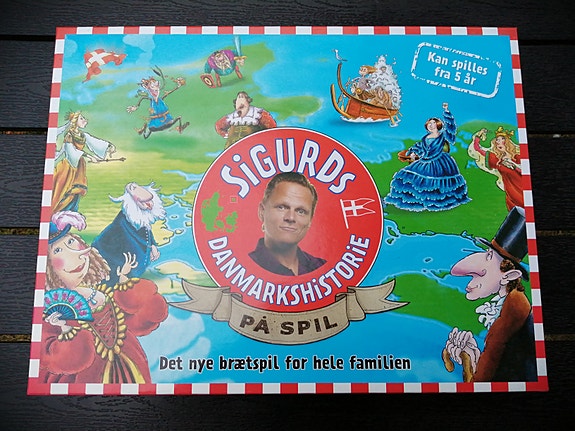 Kan spilles
fra 5 år
SiGURDS
DANMARKSHiSTORiE
PÅ SPIL
Det nye brætspil for hele familien